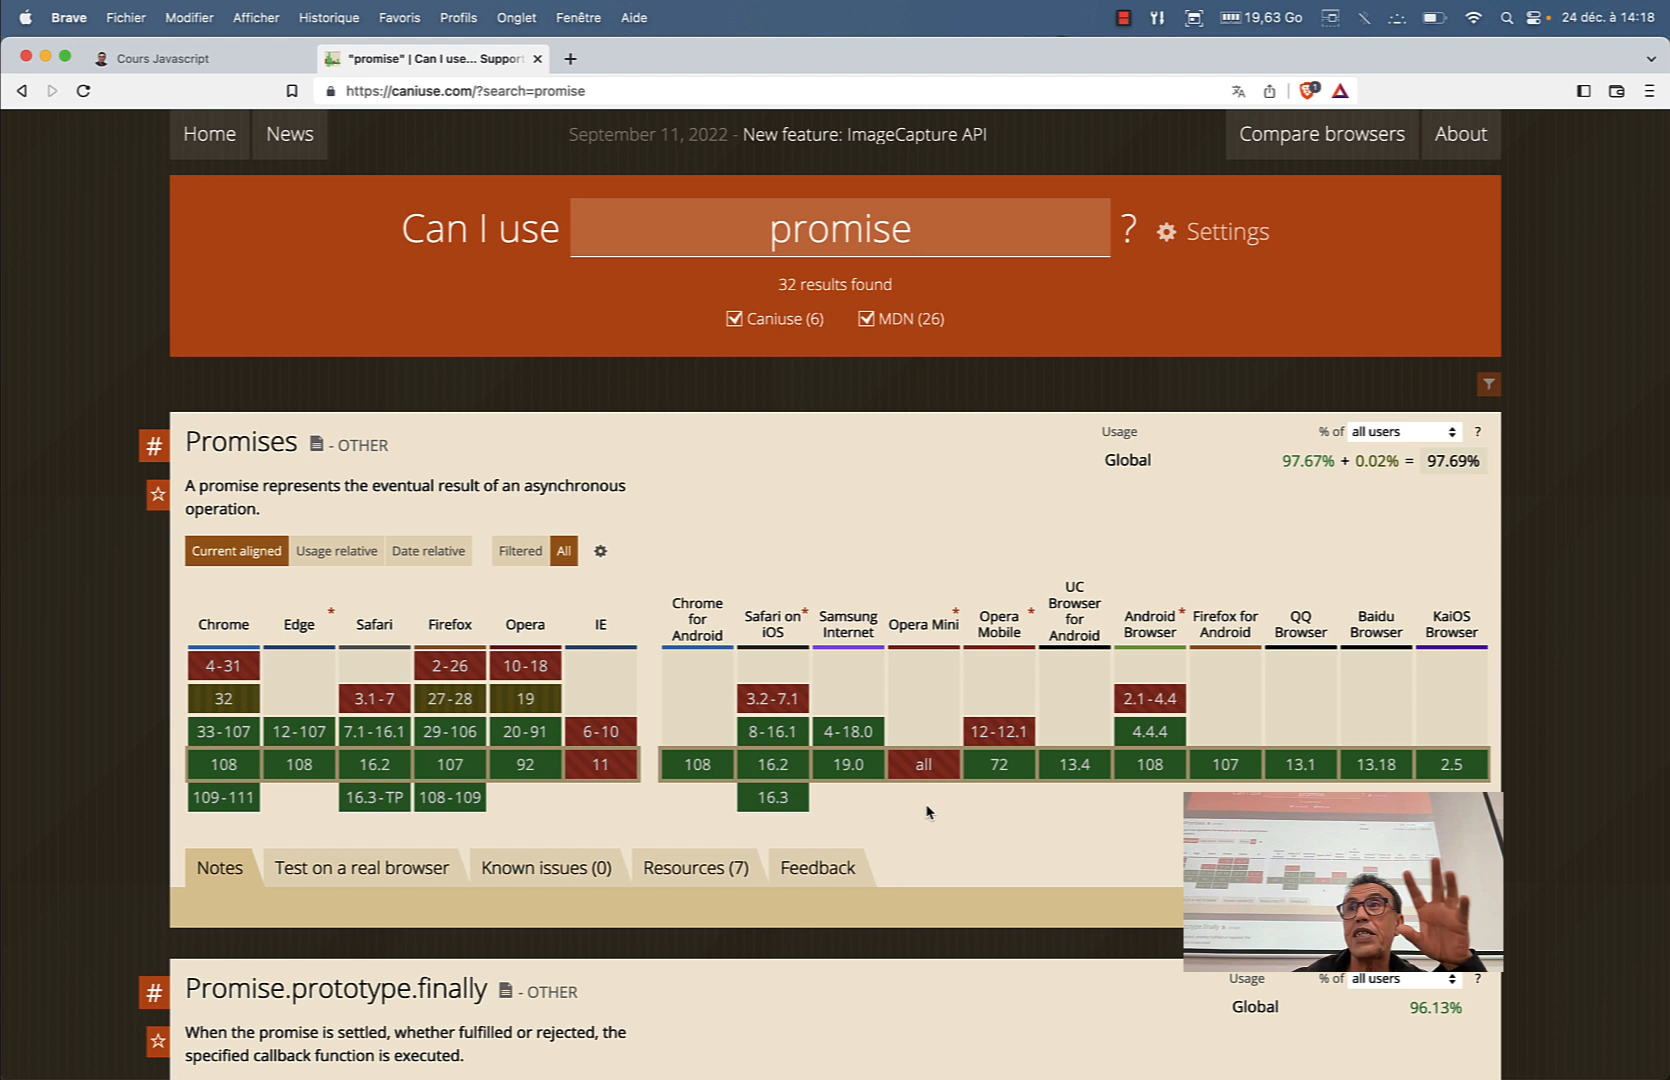 Brave Fichier Modifier Afficher Historique Favoris Profils Onglet Fenêtre Aide 19,63 Go 24 déc. à 14:18
Cours Javascript "promise" | Can I use... Support
https://caniuse.com/?search=promise
Home News September 11, 2022 - New feature: ImageCapture API Compare browsers About
Can I use promise ? Settings
32 results found
Caniuse (6) MDN (26)
# Promises - OTHER
Usage % of all users ?
Global 97.67% + 0.02% = 97.69%
A promise represents the eventual result of an asynchronous
operation.
Current aligned Usage relative Date relative Filtered All
Chrome Edge * Safari Firefox Opera IE
Chrome for Android Safari on iOS * Samsung Internet Opera Mini * Opera Mobile * UC Browser for Android Android Browser * Firefox for Android QQ Browser Baidu Browser KaiOS Browser
4-31 2-26 10-18
32 3.1-7 27-28 19 3.2-7.1 2.1-4.4
33-107 12-107 7.1-16.1 29-106 20-91 6-10 8-16.1 4-18.0 12-12.1 4.4.4
108 108 16.2 107 92 11 108 16.2 19.0 all 72 13.4 108 107 13.1 13.18 2.5
109-111 16.3-TP 108-109 16.3
Notes Test on a real browser Known issues (0) Resources (7) Feedback
# Promise.prototype.finally - OTHER
Usage % of all users ?
Global 96.13%
When the promise is settled, whether fulfilled or rejected, the
specified callback function is executed.